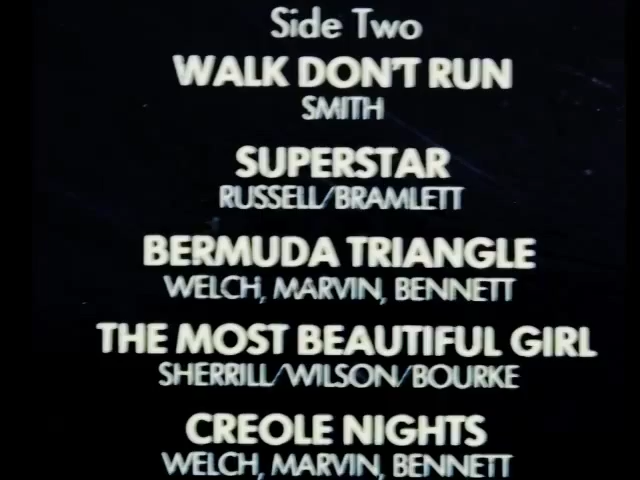 Side Two
WALK DON'T RUN
SMITH
SUPERSTAR
RUSSELL/BRAMLETT
BERMUDA TRIANGLE
WELCH, MARVIN, BENNETT
THE MOST BEAUTIFUL GIRL
SHERRILL/WILSON/BOURKE
CREOLE NIGHTS
WELCH, MARVIN, BENNETT